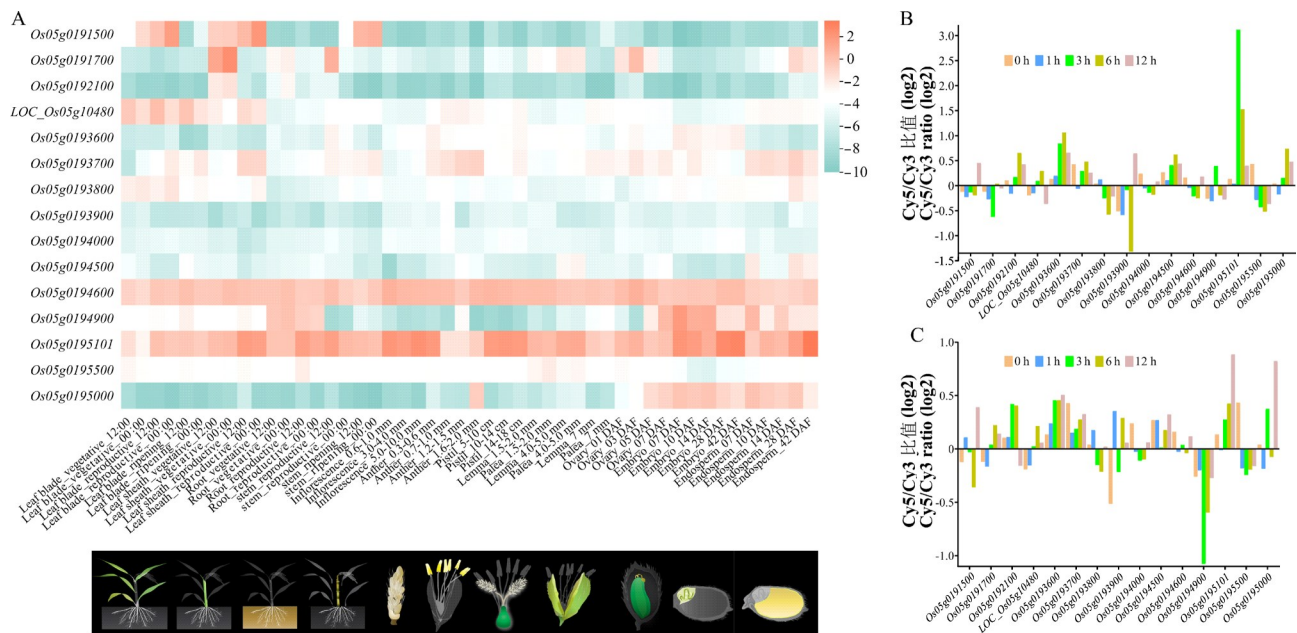 A
Os05g0191500
Os05g0191700
Os05g0192100
LOC_Os05g10480
Os05g0193600
Os05g0193700
Os05g0193800
Os05g0193900
Os05g0194000
Os05g0194500
Os05g0194600
Os05g0194900
Os05g0195101
Os05g0195500
Os05g0195000
2
0
−2
−4
−6
−8
−10
Leaf blade_vegetative_12:00
Leaf blade_vegetative_00:00
Leaf blade_reproductive_12:00
Leaf blade_reproductive_00:00
Leaf blade_ripening_12:00
Leaf blade_ripening_00:00
Leaf sheath_vegetative_12:00
Leaf sheath_vegetative_00:00
Leaf sheath_reproductive_12:00
Leaf sheath_reproductive_00:00
Root_vegetative_12:00
Root_vegetative_00:00
Root_reproductive_12:00
Root_reproductive_00:00
stem_reproductive_12:00
stem_reproductive_00:00
stem_ripening_12:00
stem_ripening_00:00
Inflorescence_0.6-1.0 mm
Inflorescence_3.0-4.0 mm
Inflorescence_5.0-10.0 mm
Anther_0.3-0.6 mm
Anther_0.7-1.0 mm
Anther_1.2-1.5 mm
Anther_1.6-2.0 mm
Pistil_5-10 cm
Pistil_10-14 cm
Pistil_14-18 cm
Lemma_1.5-2.0 mm
Lemma_4.0-5.0 mm
Lemma_7 mm
Palea_7 mm
Ovary_01 DAF
Ovary_03 DAF
Ovary_05 DAF
Ovary_07 DAF
Embryo_07 DAF
Embryo_10 DAF
Embryo_14 DAF
Embryo_28 DAF
Embryo_42 DAF
Endosperm_07 DAF
Endosperm_10 DAF
Endosperm_14 DAF
Endosperm_28 DAF
Endosperm_42 DAF
B
Cy5/Cy3 比值 (log2)
Cy5/Cy3 ratio (log2)
3.0
2.5
2.0
1.5
1.0
0.5
0
-0.5
-1.0
-1.5
0 h 1 h 3 h 6 h 12 h
Os05g0191500
Os05g0191700
Os05g0192100
LOC_Os05g10480
Os05g0193600
Os05g0193700
Os05g0193800
Os05g0193900
Os05g0194000
Os05g0194500
Os05g0194600
Os05g0194900
Os05g0195101
Os05g0195500
Os05g0195000
C
Cy5/Cy3 比值 (log2)
Cy5/Cy3 ratio (log2)
1.0
0.5
0
-0.5
-1.0
0 h 1 h 3 h 6 h 12 h
Os05g0191500
Os05g0191700
Os05g0192100
LOC_Os05g10480
Os05g0193600
Os05g0193700
Os05g0193800
Os05g0193900
Os05g0194000
Os05g0194500
Os05g0194600
Os05g0194900
Os05g0195101
Os05g0195500
Os05g0195000